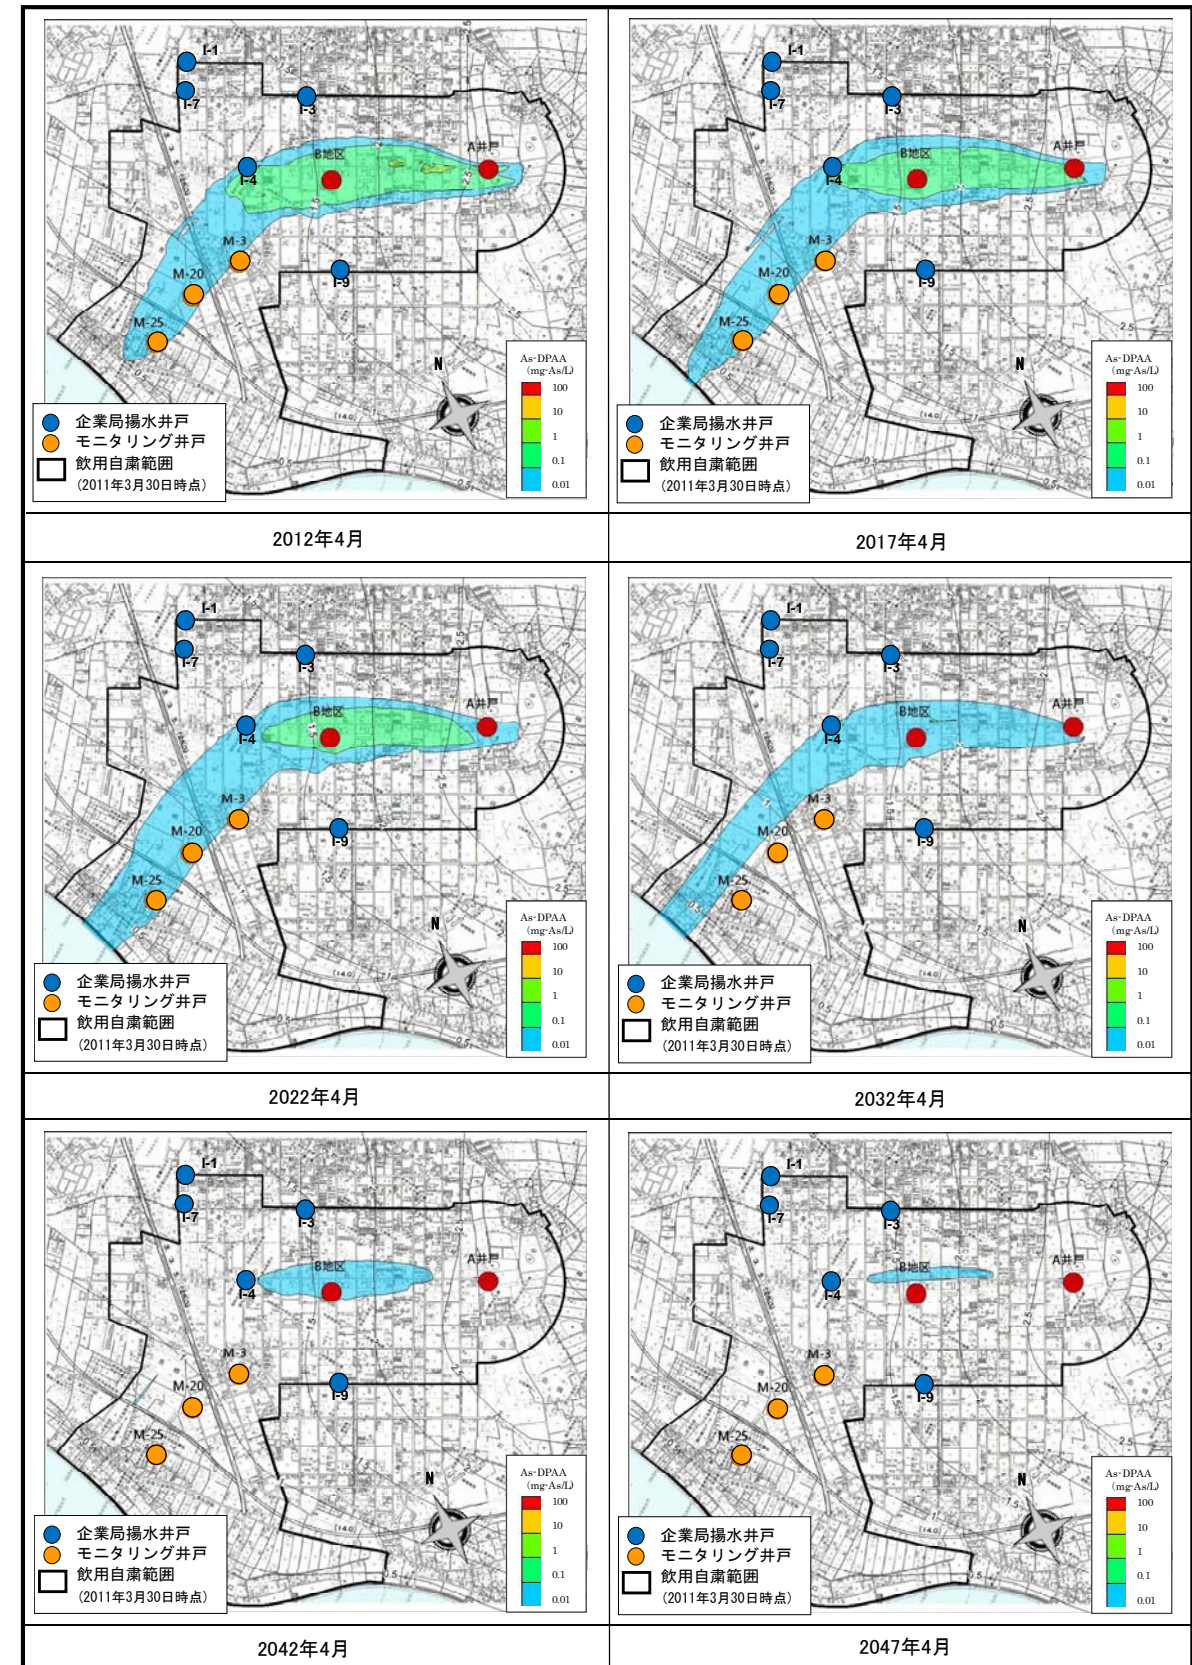 I-1
I-7
I-3
B地区
A井戸
I-4
M-3
M-20
I-9
M-25
N
As-DPAA
(mg-As/L)
100
10
1
0.1
0.01
企業局揚水井戸
モニタリング井戸
飲用自粛範囲
(2011年3月30日時点)
2012年4月
I-1
I-7
I-3
B地区
A井戸
I-4
M-3
M-20
I-9
M-25
N
As-DPAA
(mg-As/L)
100
10
1
0.1
0.01
企業局揚水井戸
モニタリング井戸
飲用自粛範囲
(2011年3月30日時点)
2017年4月
I-1
I-7
I-3
B地区
A井戸
I-4
M-3
M-20
I-9
M-25
N
As-DPAA
(mg-As/L)
100
10
1
0.1
0.01
企業局揚水井戸
モニタリング井戸
飲用自粛範囲
(2011年3月30日時点)
2022年4月
I-1
I-7
I-3
B地区
A井戸
I-4
M-3
M-20
I-9
M-25
N
As-DPAA
(mg-As/L)
100
10
1
0.1
0.01
企業局揚水井戸
モニタリング井戸
飲用自粛範囲
(2011年3月30日時点)
2032年4月
I-1
I-7
I-3
B地区
A井戸
I-4
M-3
M-20
I-9
M-25
N
As-DPAA
(mg-As/L)
100
10
1
0.1
0.01
企業局揚水井戸
モニタリング井戸
飲用自粛範囲
(2011年3月30日時点)
2042年4月
I-1
I-7
I-3
B地区
A井戸
I-4
M-3
M-20
I-9
M-25
N
As-DPAA
(mg-As/L)
100
10
1
0.1
0.01
企業局揚水井戸
モニタリング井戸
飲用自粛範囲
(2011年3月30日時点)
2047年4月